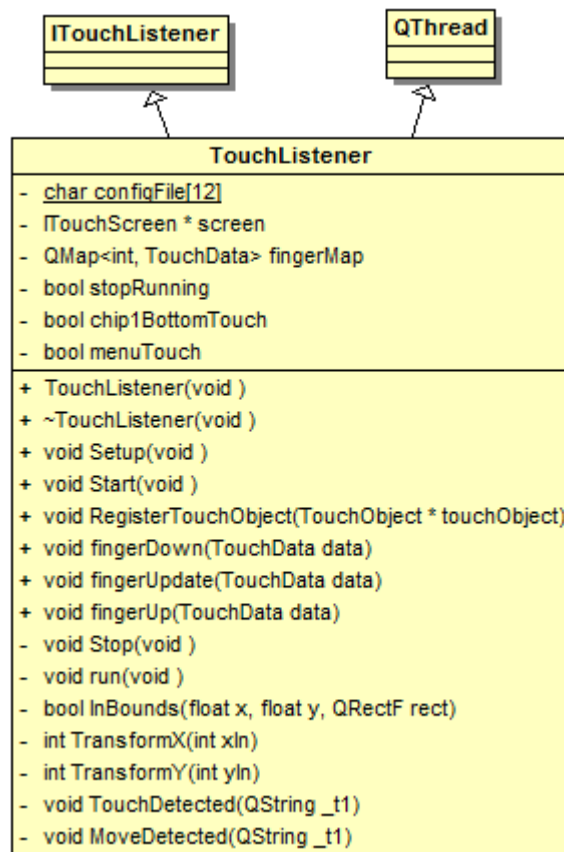 ITouchListener
QThread
TouchListener
- char configFile[12]
- ITouchScreen * screen
- QMap<int, TouchData> fingerMap
- bool stopRunning
- bool chip1BottomTouch
- bool menuTouch
+ TouchListener(void )
+ ~TouchListener(void )
+ void Setup(void )
+ void Start(void )
+ void RegisterTouchObject(TouchObject * touchObject)
+ void fingerDown(TouchData data)
+ void fingerUpdate(TouchData data)
+ void fingerUp(TouchData data)
- void Stop(void )
- void run(void )
- bool InBounds(float x, float y, QRectF rect)
- int TransformX(int xIn)
- int TransformY(int yIn)
- void TouchDetected(QString _t1)
- void MoveDetected(QString _t1)